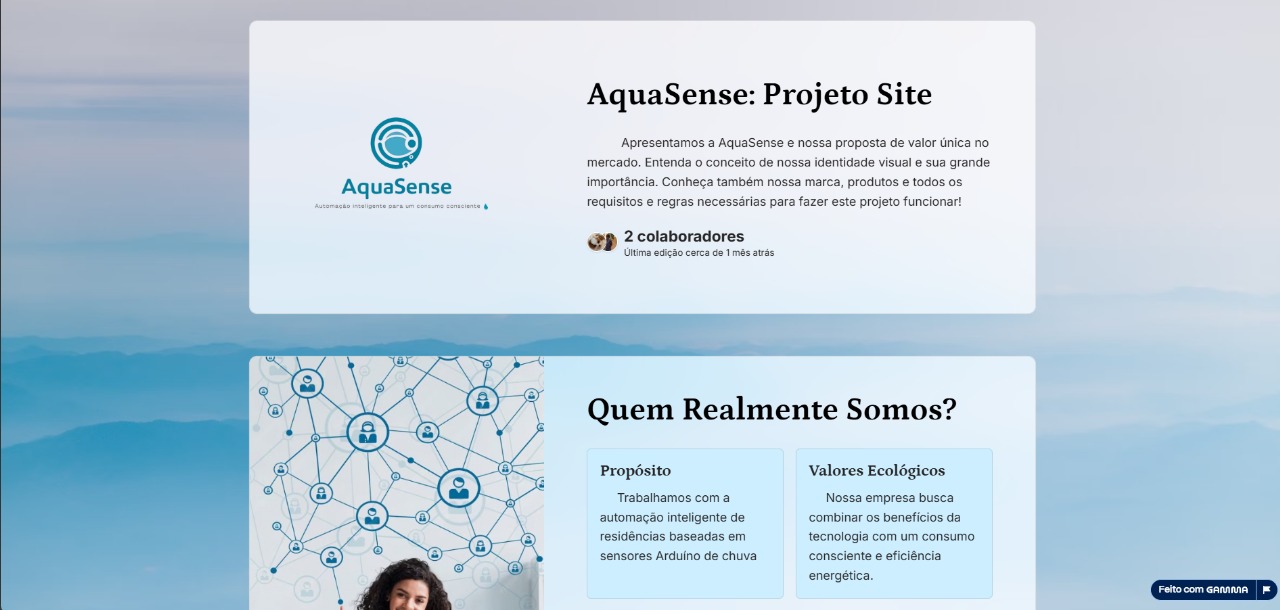 AquaSense: Projeto Site
AquaSense
Automação inteligente para um consumo consciente
Apresentamos a AquaSense e nossa proposta de valor única no
mercado. Entenda o conceito de nossa identidade visual e sua grande
importância. Conheça também nossa marca, produtos e todos os
requisitos e regras necessárias para fazer este projeto funcionar!
2 colaboradores
Última edição cerca de 1 mês atrás
Quem Realmente Somos?
Propósito
Trabalhamos com a
automação inteligente de
residências baseadas em
sensores Arduíno de chuva
Valores Ecológicos
Nossa empresa busca
combinar os benefícios da
tecnologia com um consumo
consciente e eficiência
energética.
Feito com GAMMA